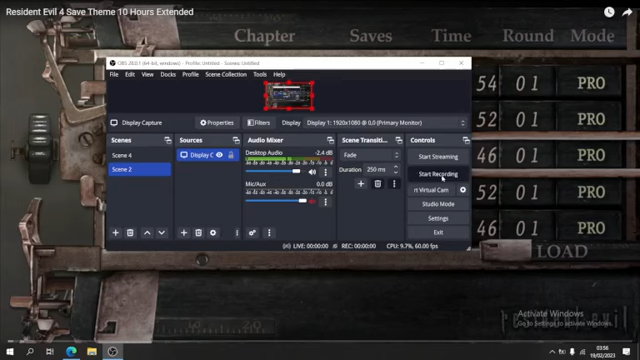 Resident Evil 4 Save Theme 10 Hours Extended
Chapter Saves Time Round Mode
54 01 PRO
52 01 PRO
46 01 PRO
52 01 PRO
46 01 PRO
LOAD
OBS 28.0.1 (64-bit, windows) - Profile: Untitled - Scenes: Untitled
File Edit View Docks Profile Scene Collection Tools Help
Display Capture Properties Filters Display Display 1: 1920x1080 @ 0,0 (Primary Monitor)
Scenes Sources Audio Mixer Scene Transiti... Controls
Scene 4
Scene 2
Display C
Desktop Audio -2.4 dB
Mic/Aux 0.0 dB
Fade
Duration 250 ms
Start Streaming
Start Recording
rt Virtual Cam
Studio Mode
Settings
Exit
LIVE: 00:00:00 REC: 00:00:00 CPU: 9.7%, 60.00 fps
Activate Windows
Go to Settings to activate Windows.
03:56
19/02/2023